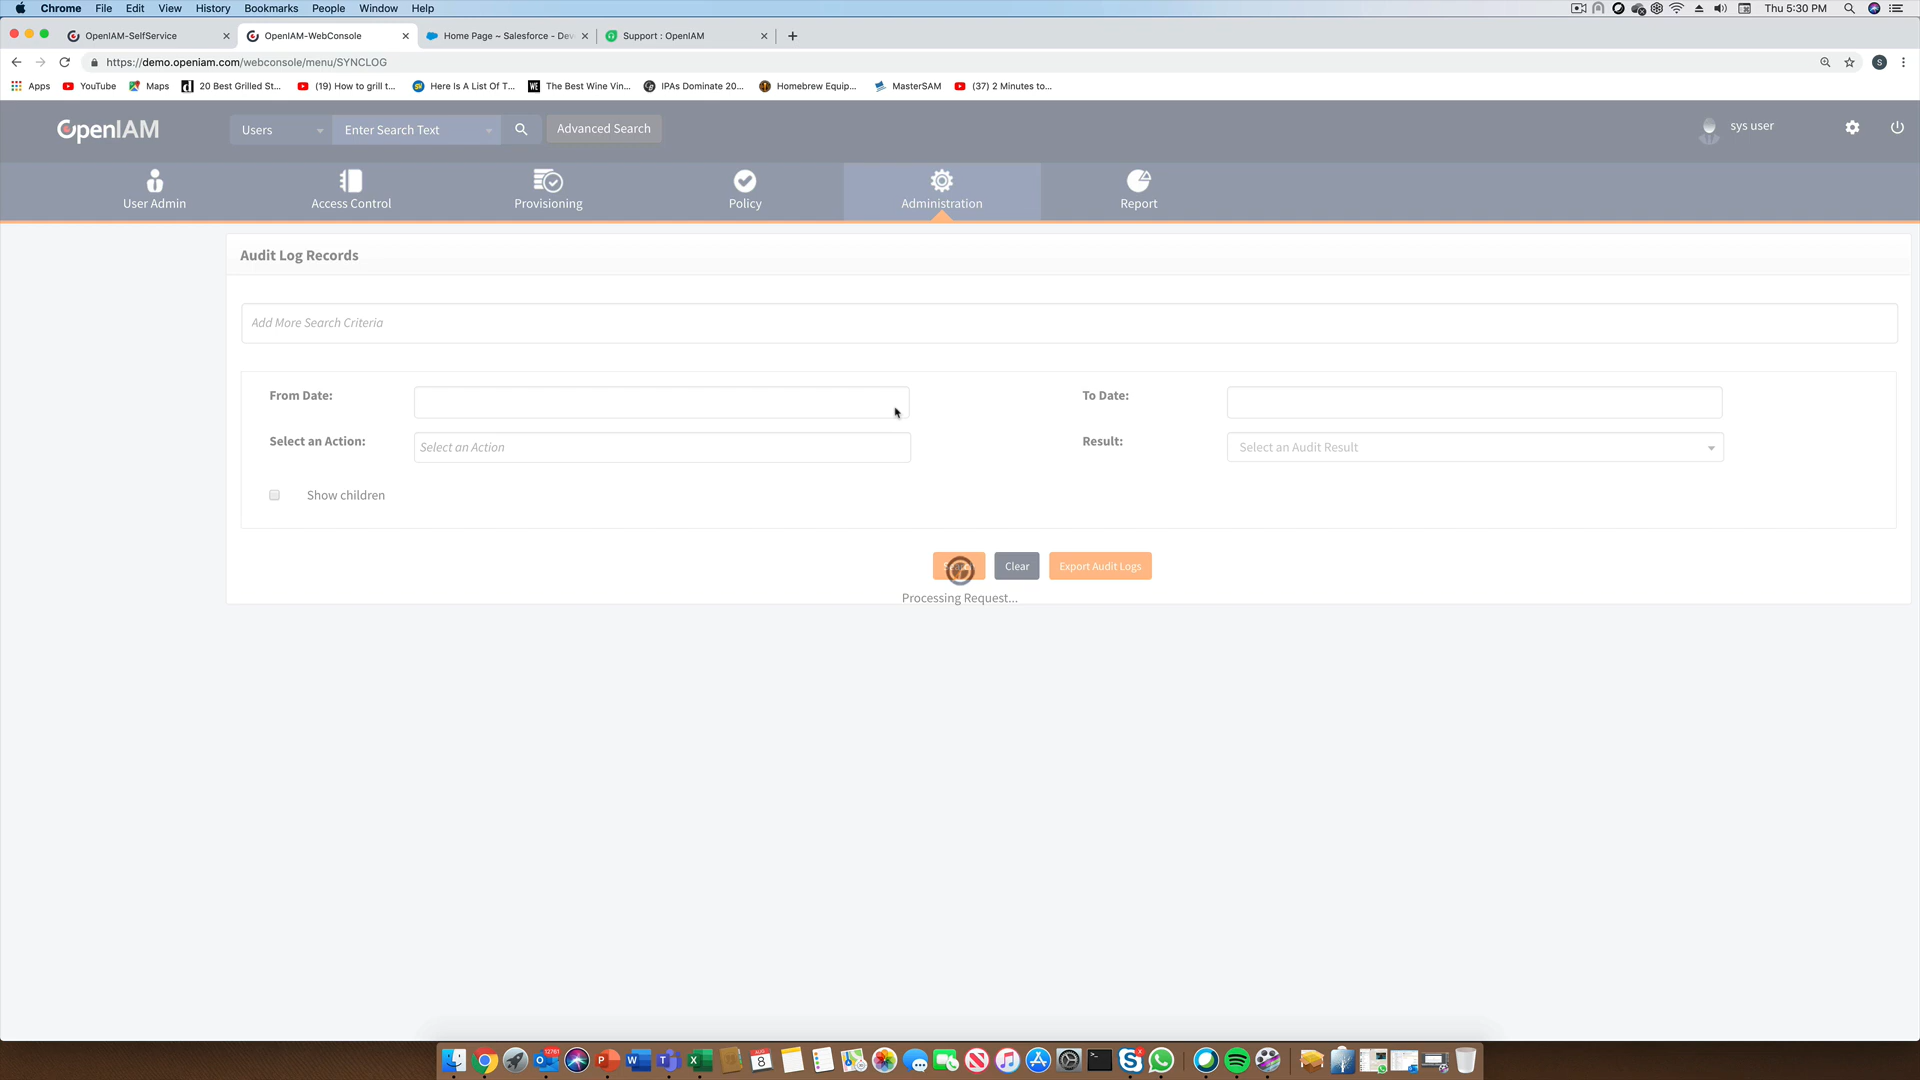 Chrome File Edit View History Bookmarks People Window Help Thu 5:30 PM
OpenIAM-SelfService OpenIAM-WebConsole Home Page ~ Salesforce - Dev Support : OpenIAM
https://demo.openiam.com/webconsole/menu/SYNCLOG S
Apps YouTube Maps 20 Best Grilled St... (19) How to grill t... Here Is A List Of T... WE The Best Wine Vin... IPAs Dominate 20... Homebrew Equip... MasterSAM (37) 2 Minutes to...
OpenIAM Users Enter Search Text Advanced Search sys user
User Admin Access Control Provisioning Policy Administration Report
Audit Log Records
Add More Search Criteria
From Date: To Date:
Select an Action: Select an Action Result: Select an Audit Result
Show children
Clear Export Audit Logs
Processing Request...
12761 AUG 8